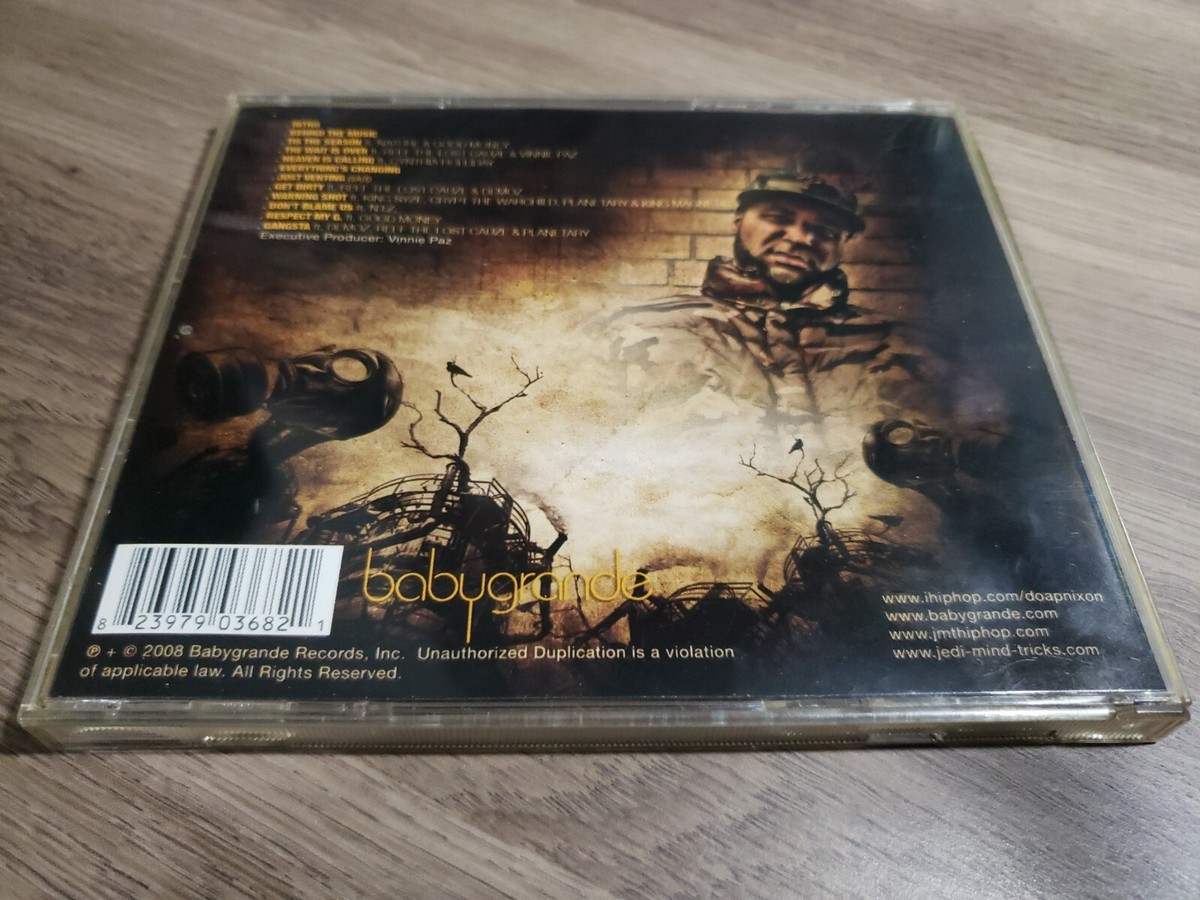 INTRO
BEHIND THE MUSIC
TIS THE SEASON ft. NATURE & GOOD MONEY
THE WAIT IS OVER ft. REEF THE LOST CAUZE & VINNIE PAZ
HEAVEN IS CALLING ft. CYNTHIA HOLIDAY
EVERYTHING'S CHANGING
JUST VENTING
GET DIRTY ft. REEF THE LOST CAUZE & DEMOZ
WARNING SHOT ft. KING SYZE, CRYPT THE WARCHILD, PLANETARY & KING
DON'T BLAME US ft.
RESPECT MY G. ft. GOOD MONEY
GANGSTA ft. DEMOZ, REEF THE LOST CAUZE & PLANETARY
Executive Producer: Vinnie Paz
babygrande
8 23979 03682 1
℗ + © 2008 Babygrande Records, Inc. Unauthorized Duplication is a violation
of applicable law. All Rights Reserved.
www.ihiphop.com/doapnixon
www.babygrande.com
www.jmthiphop.com
www.jedi-mind-tricks.com